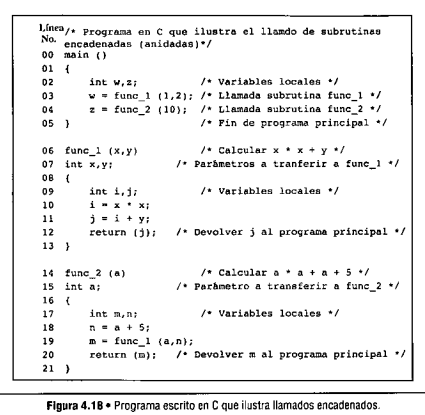 Línea /* Programa en C que ilustra el llamdo de subrutinas
No. encadenadas (anidadas)*/
00 main ()
01 {
02 int w,z; /* Variables locales */
03 w = func_1 (1,2); /* Llamada subrutina func_1 */
04 z = func_2 (10); /* Llamada subrutina func_2 */
05 } /* Fin de programa principal */
06 func_1 (x,y) /* Calcular x * x + y */
07 int x,y; /* Parámetros a tranferir a func_1 */
08 {
09 int i,j; /* Variables locales */
10 i = x * x;
11 j = i + y;
12 return (j); /* Devolver j al programa principal */
13 }
14 func_2 (a) /* Calcular a * a + a + 5 */
15 int a; /* Parámetro a transferir a func_2 */
16 {
17 int m,n; /* Variables locales */
18 n = a + 5;
19 m = func_1 (a,n);
20 return (m); /* Devolver m al programa principal */
21 }
Figura 4.18 • Programa escrito en C que ilustra llamados encadenados.